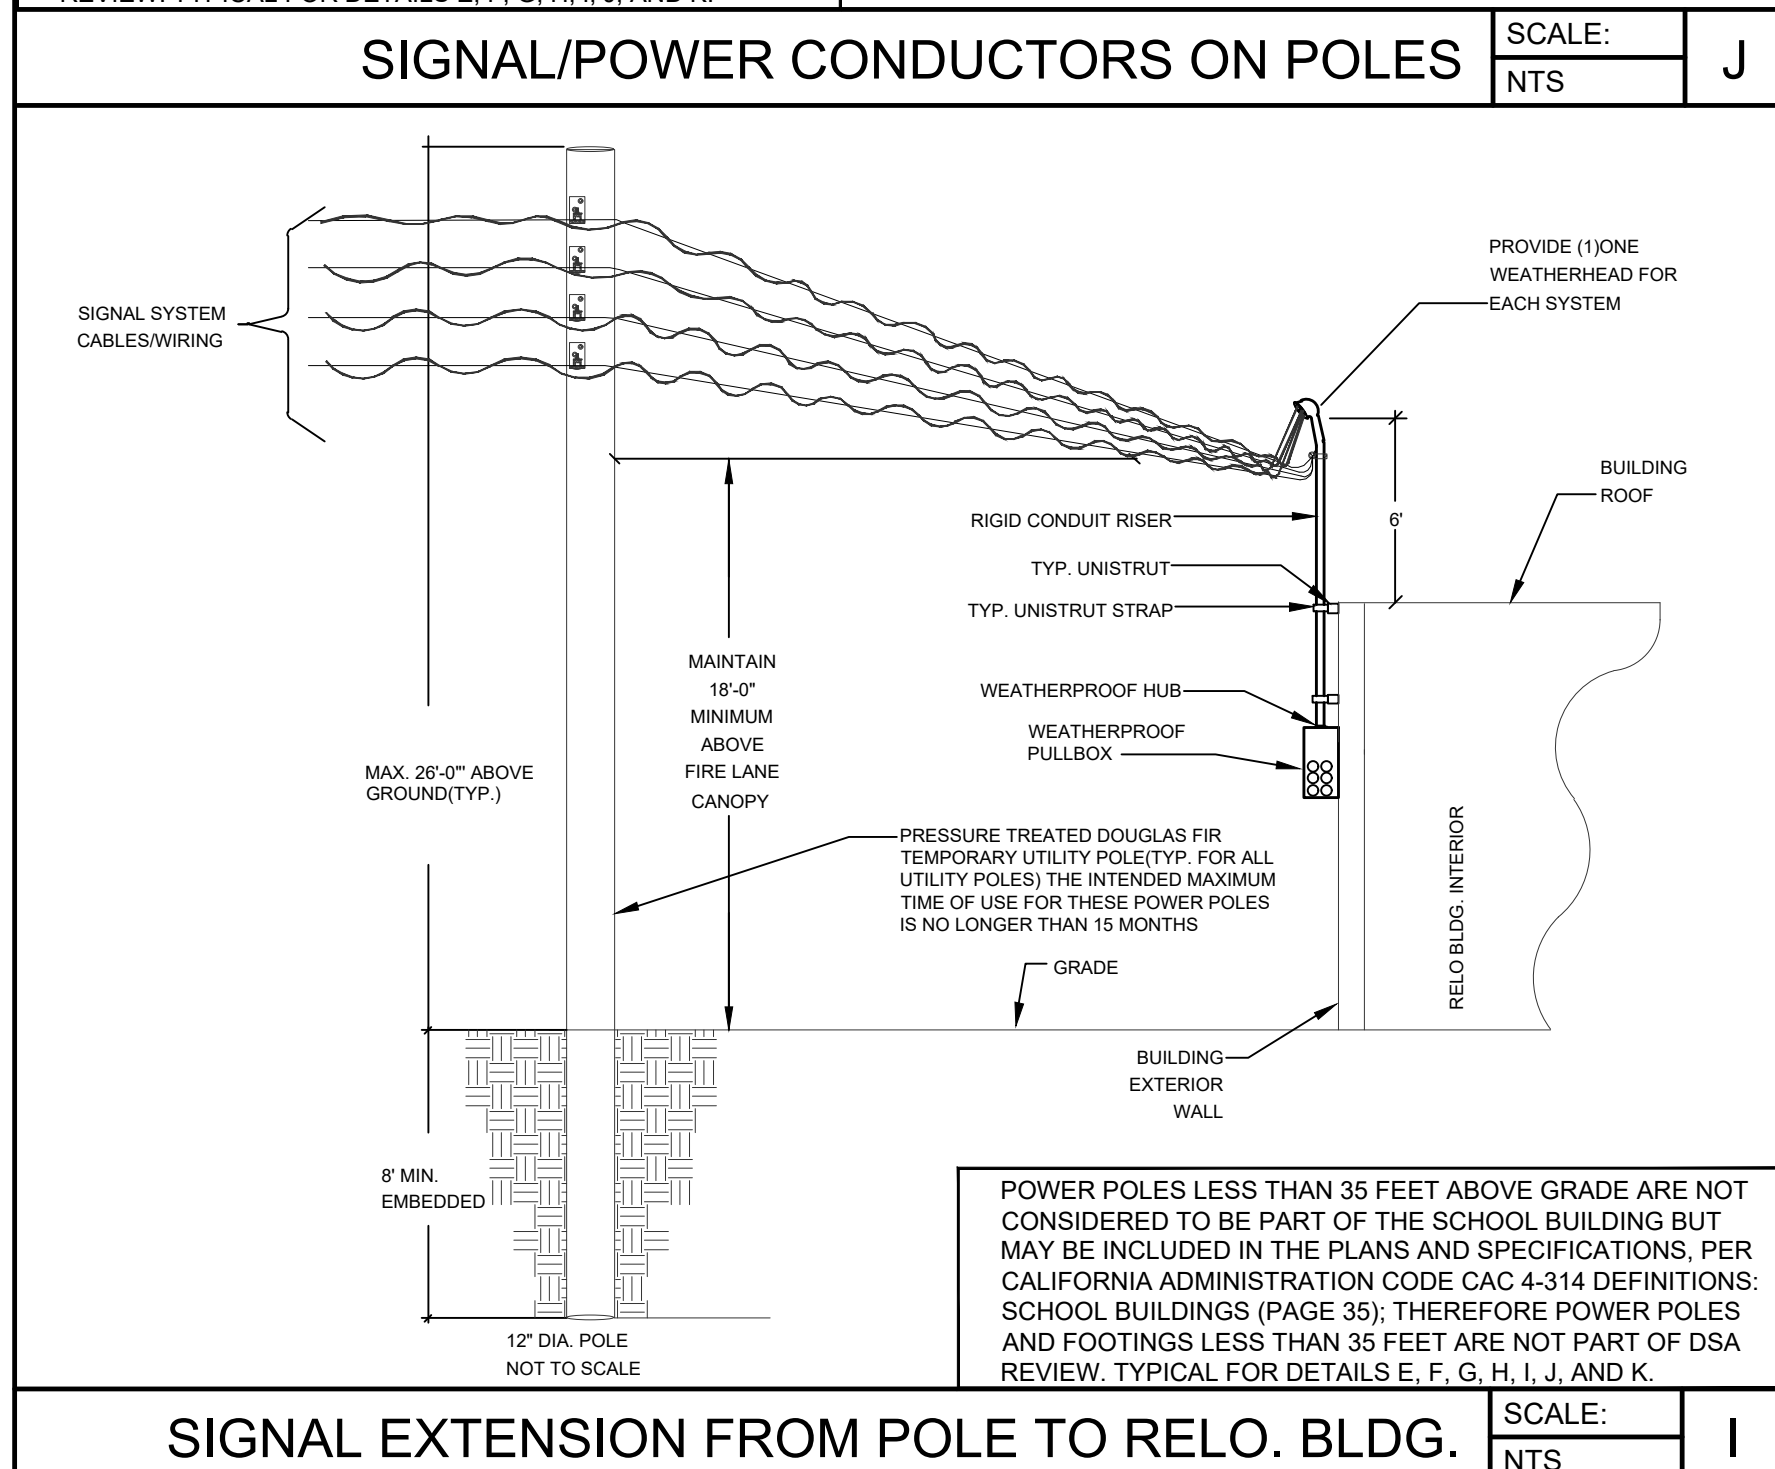 REVIEW. TYPICAL FOR DETAILS E, F, G, H, I, J, AND K.
SIGNAL/POWER CONDUCTORS ON POLES
SCALE:
NTS
J
SIGNAL SYSTEM
CABLES/WIRING
PROVIDE (1)ONE
WEATHERHEAD FOR
EACH SYSTEM
BUILDING
ROOF
RIGID CONDUIT RISER
6'
TYP. UNISTRUT
TYP. UNISTRUT STRAP
MAINTAIN
18'-0"
MINIMUM
ABOVE
FIRE LANE
CANOPY
WEATHERPROOF HUB
WEATHERPROOF
PULLBOX
MAX. 26'-0"' ABOVE
GROUND(TYP.)
PRESSURE TREATED DOUGLAS FIR
TEMPORARY UTILITY POLE(TYP. FOR ALL
UTILITY POLES) THE INTENDED MAXIMUM
TIME OF USE FOR THESE POWER POLES
IS NO LONGER THAN 15 MONTHS
RELO BLDG. INTERIOR
GRADE
BUILDING
EXTERIOR
WALL
8' MIN.
EMBEDDED
12" DIA. POLE
NOT TO SCALE
POWER POLES LESS THAN 35 FEET ABOVE GRADE ARE NOT
CONSIDERED TO BE PART OF THE SCHOOL BUILDING BUT
MAY BE INCLUDED IN THE PLANS AND SPECIFICATIONS, PER
CALIFORNIA ADMINISTRATION CODE CAC 4-314 DEFINITIONS:
SCHOOL BUILDINGS (PAGE 35); THEREFORE POWER POLES
AND FOOTINGS LESS THAN 35 FEET ARE NOT PART OF DSA
REVIEW. TYPICAL FOR DETAILS E, F, G, H, I, J, AND K.
SIGNAL EXTENSION FROM POLE TO RELO. BLDG.
SCALE:
NTS
I